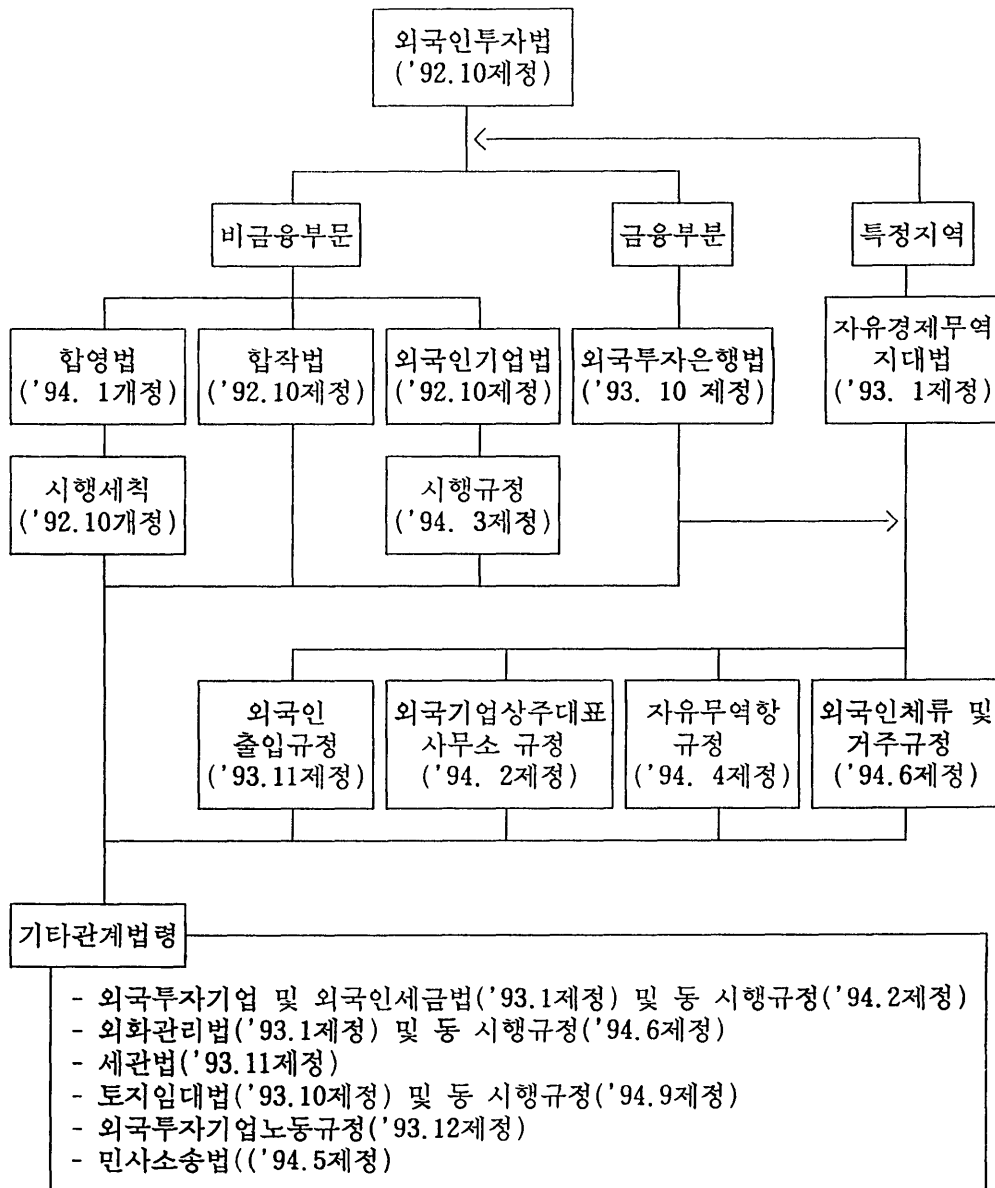 외국인투자법
('92.10제정)
비금융부문
금융부분
특정지역
합영법
('94. 1개정)
합작법
('92.10제정)
외국인기업법
('92.10제정)
외국투자은행법
('93. 10 제정)
자유경제무역
지대법
('93. 1제정)
시행세칙
('92.10개정)
시행규정
('94. 3제정)
외국인
출입규정
('93.11제정)
외국기업상주대표
사무소 규정
('94. 2제정)
자유무역항
규정
('94. 4제정)
외국인체류 및
거주규정
('94.6제정)
기타관계법령
- 외국투자기업 및 외국인세금법('93.1제정) 및 동 시행규정('94.2제정)
- 외화관리법('93.1제정) 및 동 시행규정('94.6제정)
- 세관법('93.11제정)
- 토지임대법('93.10제정) 및 동 시행규정('94.9제정)
- 외국투자기업노동규정('93.12제정)
- 민사소송법(('94.5제정)